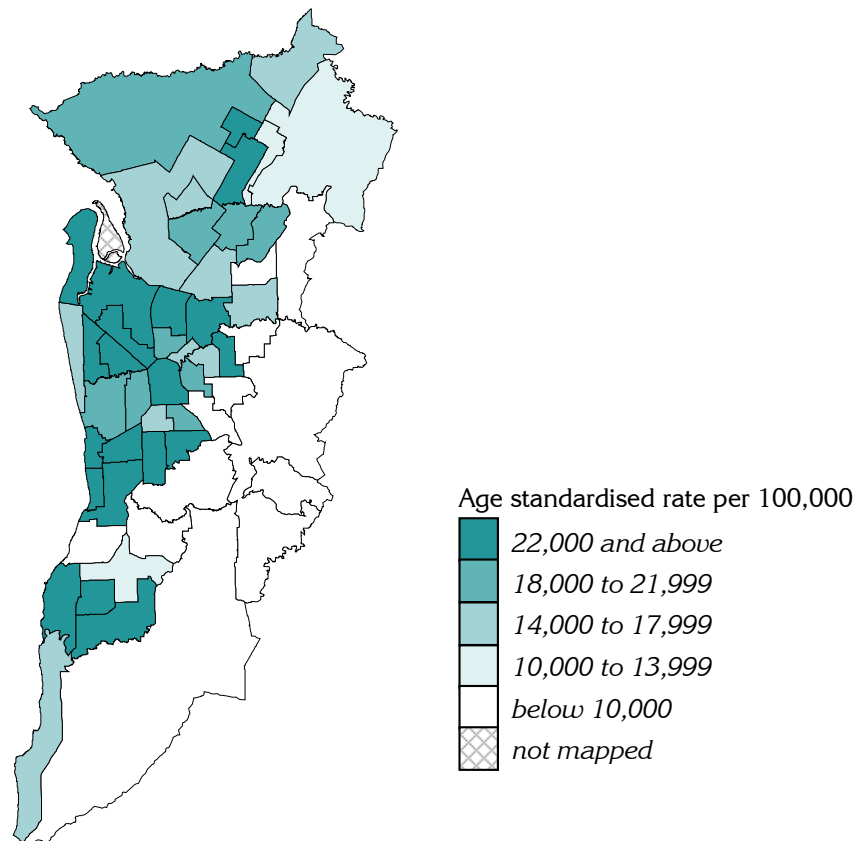 Age standardised rate per 100,000
22,000 and above
18,000 to 21,999
14,000 to 17,999
10,000 to 13,999
below 10,000
not mapped